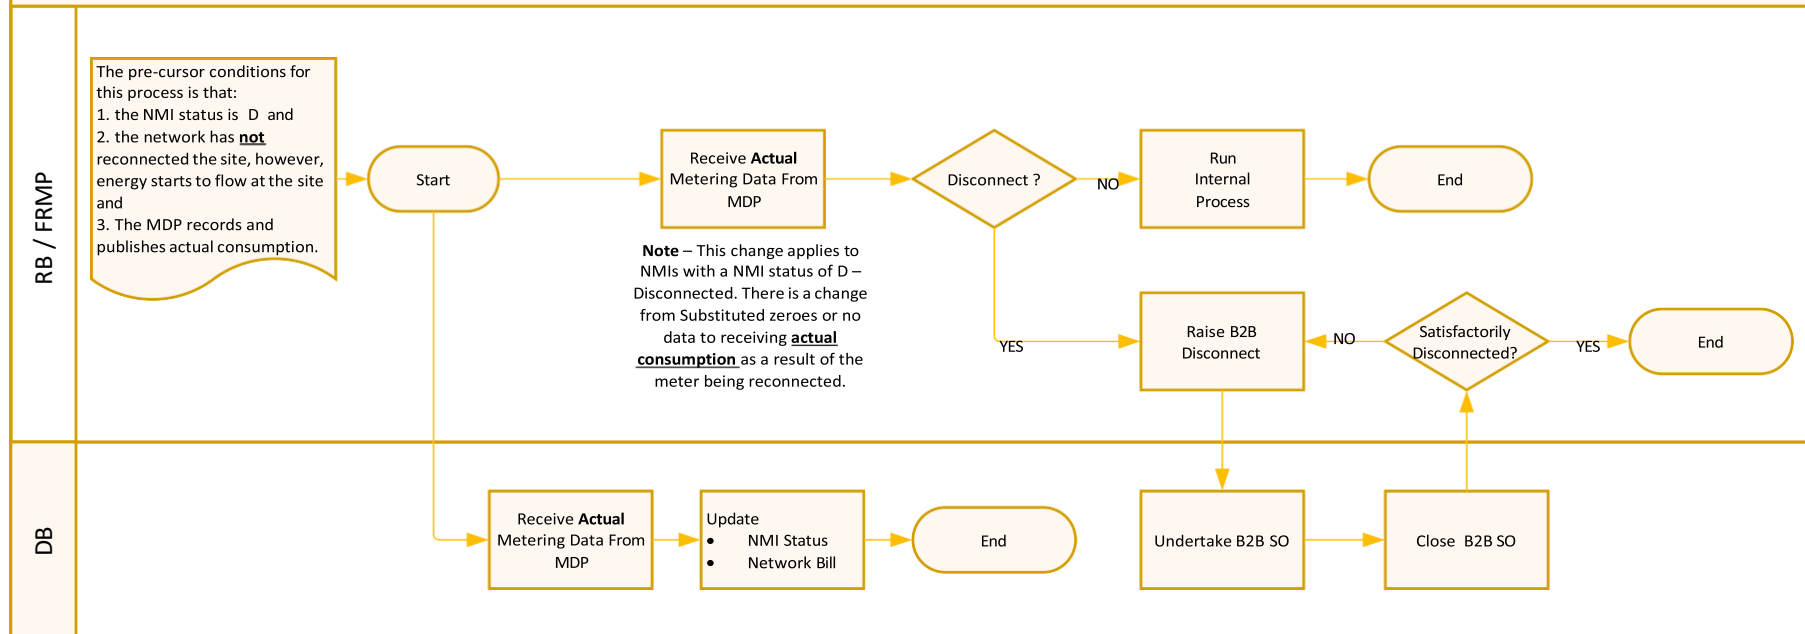 RB / FRMP
The pre-cursor conditions for
this process is that:
1. the NMI status is D and
2. the network has not
reconnected the site, however,
energy starts to flow at the site
and
3. The MDP records and
publishes actual consumption.
Start
Receive Actual
Metering Data From
MDP
Disconnect ?
NO
Run
Internal
Process
End
Note – This change applies to
NMIs with a NMI status of D –
Disconnected. There is a change
from Substituted zeroes or no
data to receiving actual
consumption as a result of the
meter being reconnected.
YES
Raise B2B
Disconnect
NO
Satisfactorily
Disconnected?
YES
End
DB
Receive Actual
Metering Data From
MDP
Update
• NMI Status
• Network Bill
End
Undertake B2B SO
Close B2B SO